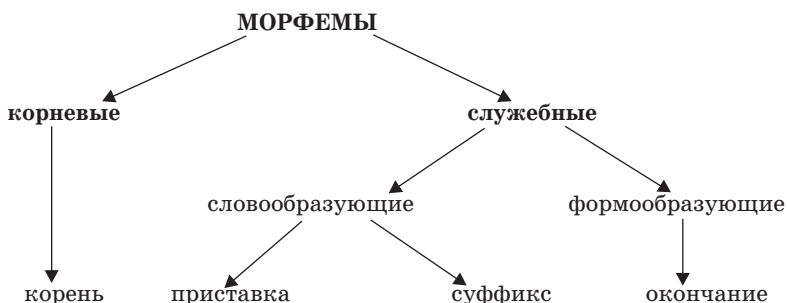 МОРФЕМЫ
корневые служебные
словообразующие формообразующие
корень приставка суффикс окончание